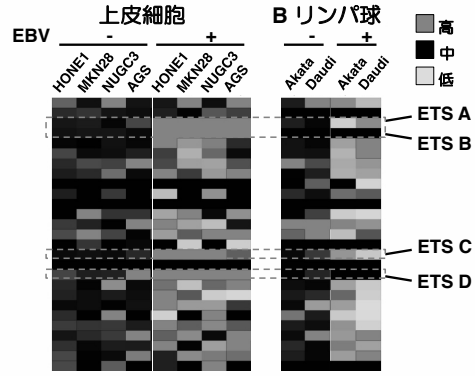 上皮細胞 B リンパ球
EBV - + - +
HONE1 MKN28 NUGC3 AGS HONE1 MKN28 NUGC3 AGS Akata Daudi Akata Daudi
高
中
低
ETS A
ETS B
ETS C
ETS D